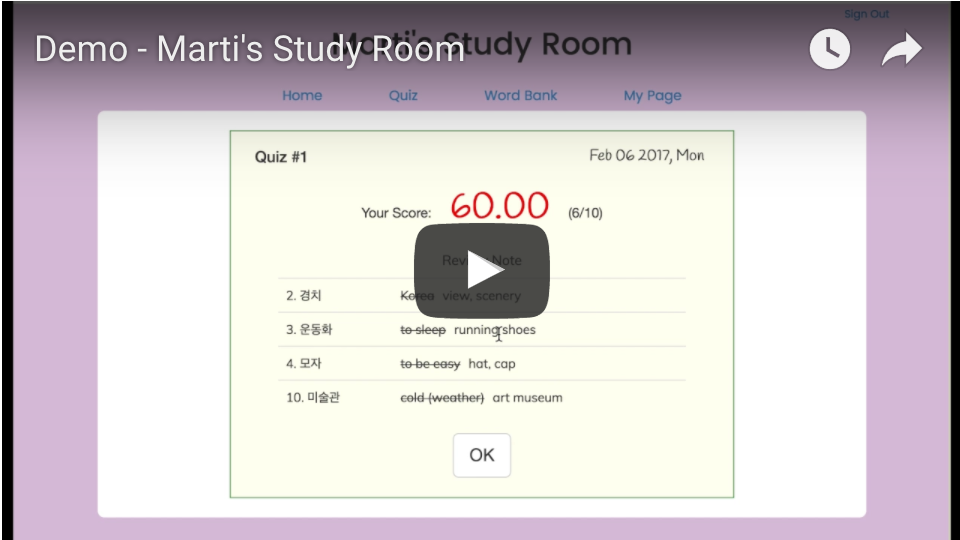 Sign Out
Demo - Marti's Study Room
Marti's Study Room
Home Quiz Word Bank My Page
Quiz #1 Feb 06 2017, Mon
Your Score: 60.00 (6/10)
Review Note
2. 경치 Korea view, scenery
3. 운동화 to sleep running shoes
4. 모자 to be easy hat, cap
10. 미술관 cold (weather) art museum
OK